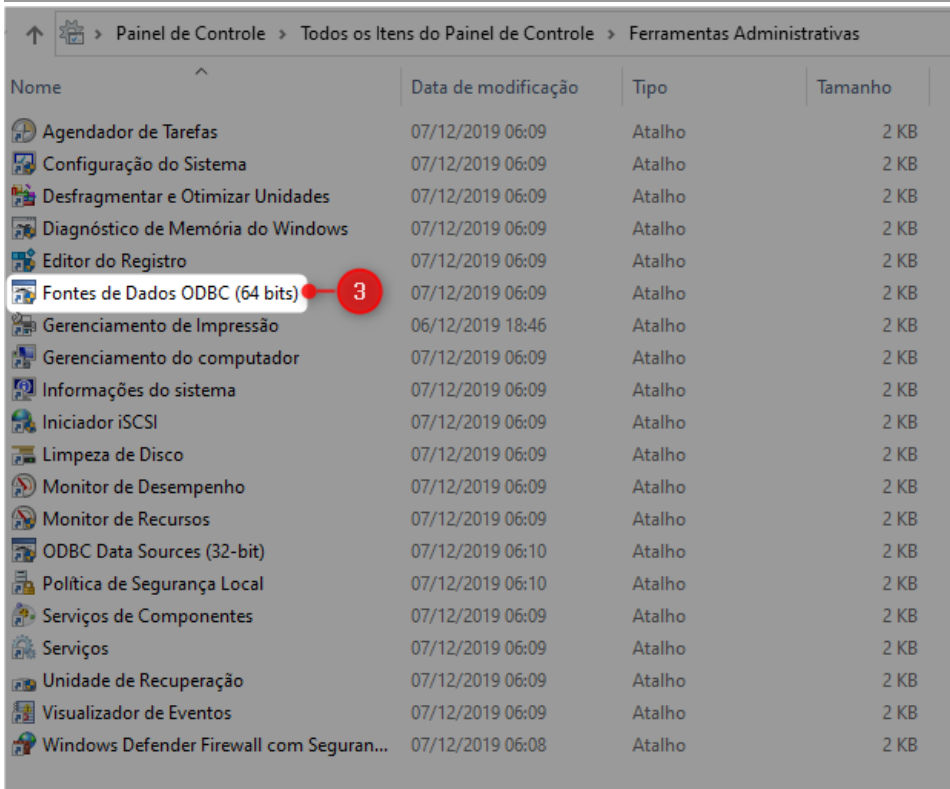 Painel de Controle > Todos os Itens do Painel de Controle > Ferramentas Administrativas
Nome Data de modificação Tipo Tamanho
Agendador de Tarefas 07/12/2019 06:09 Atalho 2 KB
Configuração do Sistema 07/12/2019 06:09 Atalho 2 KB
Desfragmentar e Otimizar Unidades 07/12/2019 06:09 Atalho 2 KB
Diagnóstico de Memória do Windows 07/12/2019 06:09 Atalho 2 KB
Editor do Registro 07/12/2019 06:09 Atalho 2 KB
Fontes de Dados ODBC (64 bits) 3 07/12/2019 06:09 Atalho 2 KB
Gerenciamento de Impressão 06/12/2019 18:46 Atalho 2 KB
Gerenciamento do computador 07/12/2019 06:09 Atalho 2 KB
Informações do sistema 07/12/2019 06:09 Atalho 2 KB
Iniciador iSCSI 07/12/2019 06:09 Atalho 2 KB
Limpeza de Disco 07/12/2019 06:09 Atalho 2 KB
Monitor de Desempenho 07/12/2019 06:09 Atalho 2 KB
Monitor de Recursos 07/12/2019 06:09 Atalho 2 KB
ODBC Data Sources (32-bit) 07/12/2019 06:10 Atalho 2 KB
Política de Segurança Local 07/12/2019 06:10 Atalho 2 KB
Serviços de Componentes 07/12/2019 06:09 Atalho 2 KB
Serviços 07/12/2019 06:09 Atalho 2 KB
Unidade de Recuperação 07/12/2019 06:09 Atalho 2 KB
Visualizador de Eventos 07/12/2019 06:09 Atalho 2 KB
Windows Defender Firewall com Seguran... 07/12/2019 06:08 Atalho 2 KB